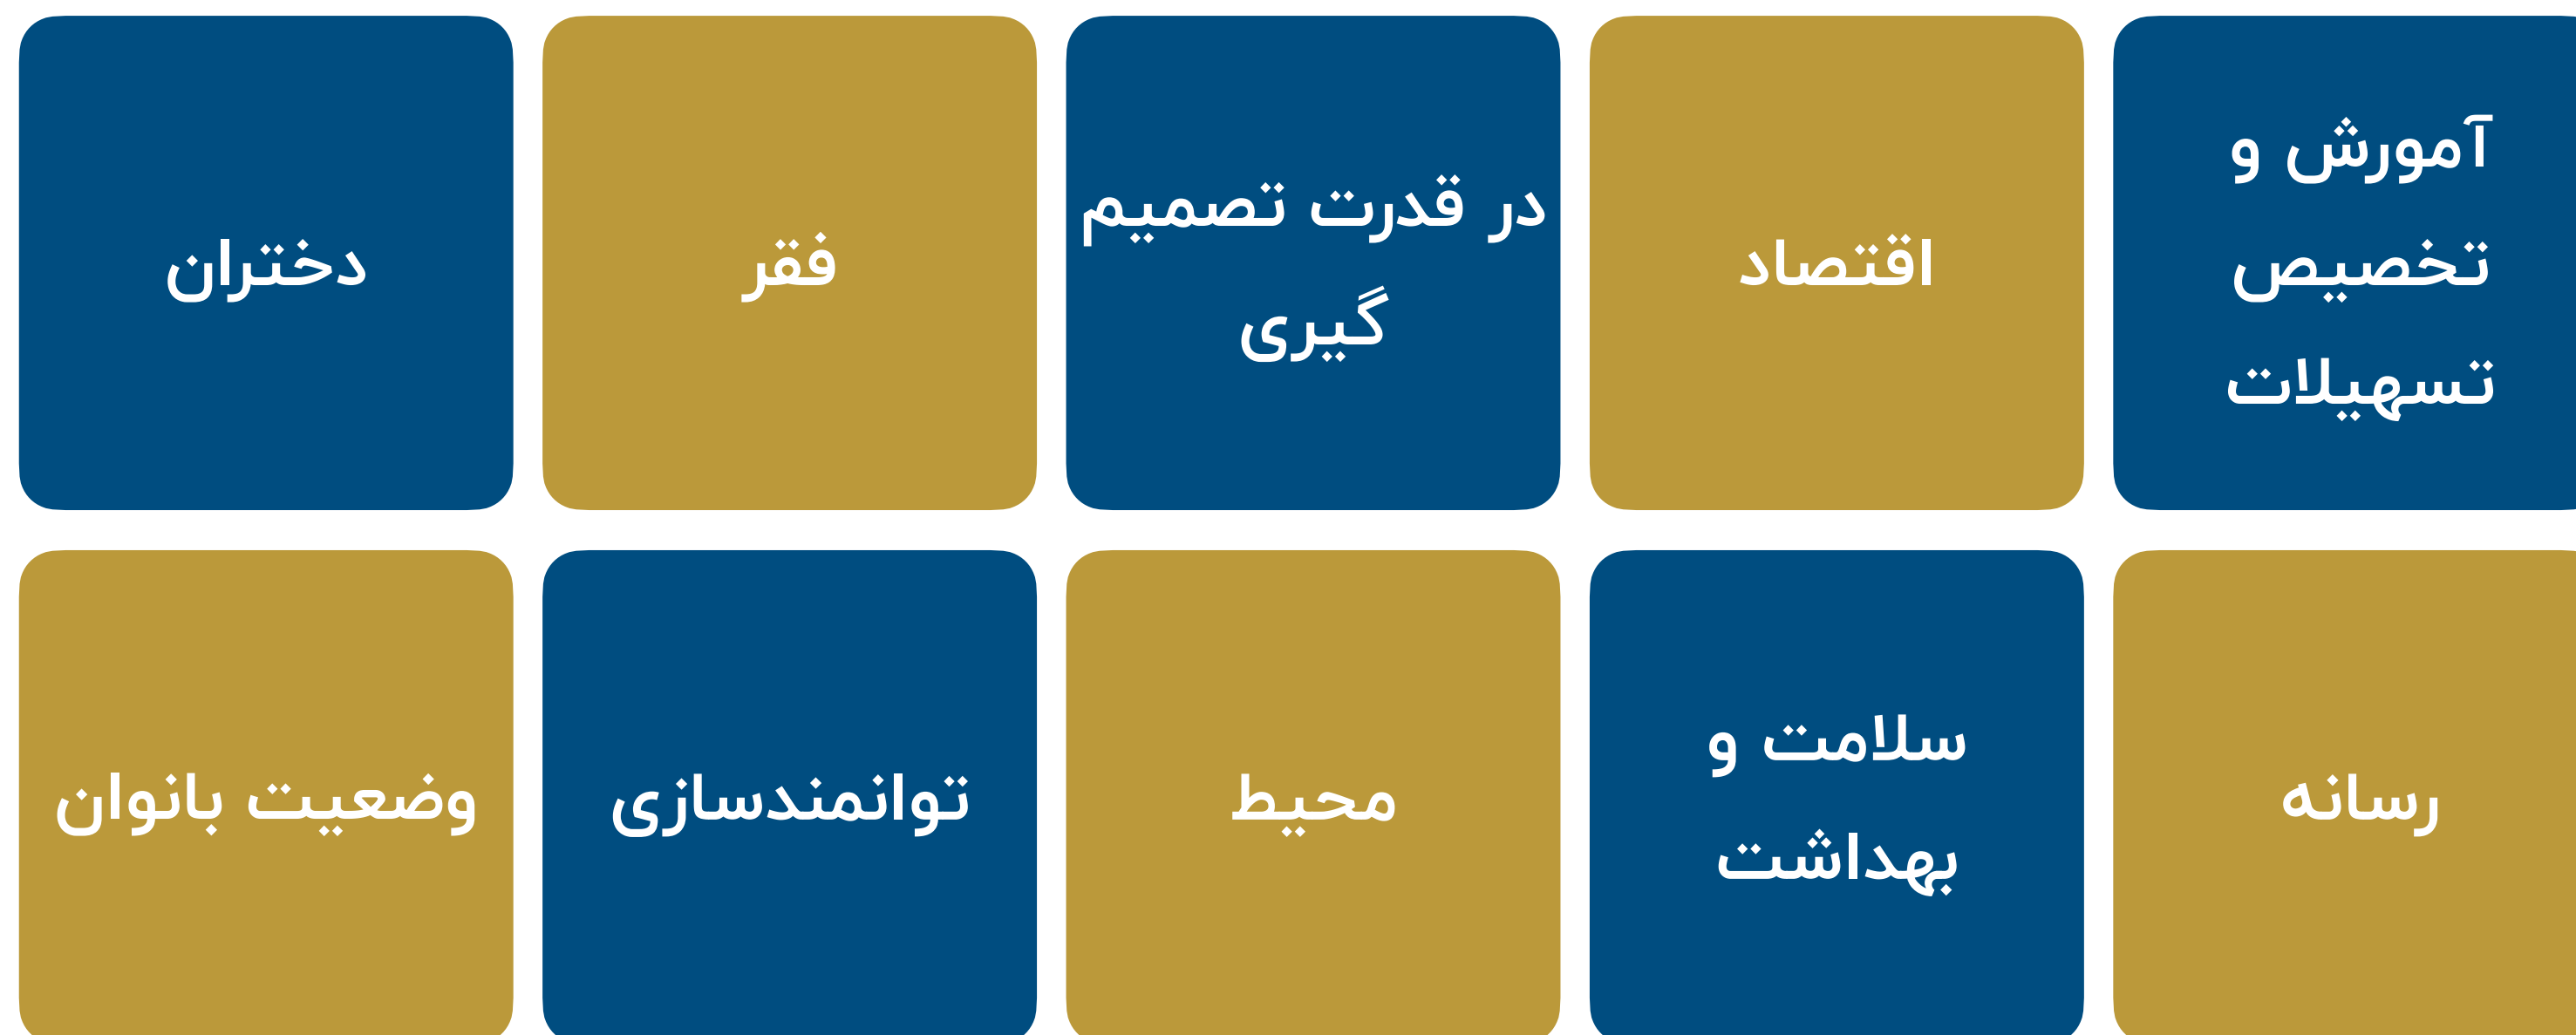 آمورش و
تخصیص
تسهیلات
اقتصاد
در قدرت تصمیم
گیری
فقر
دختران
رسانه
سلامت و
بهداشت
محیط
توانمندسازی
وضعیت بانوان